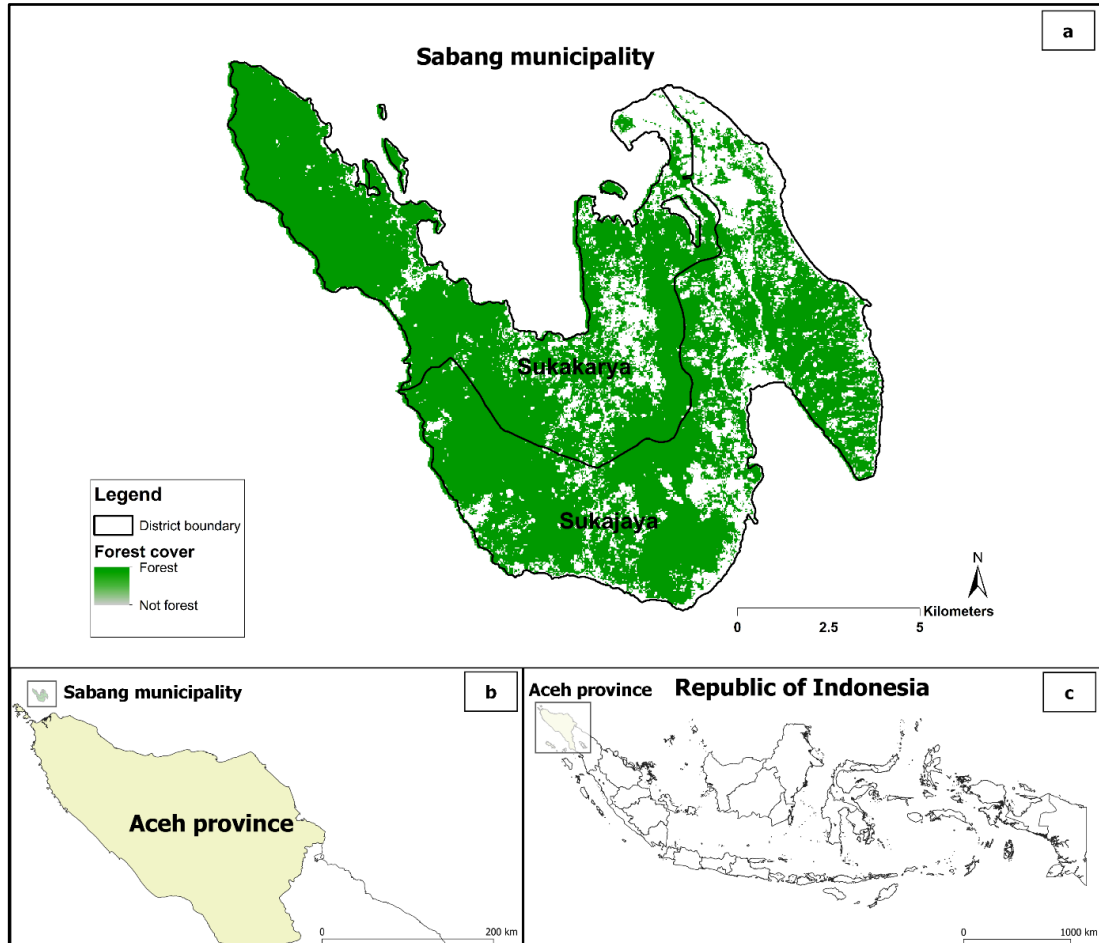 a
Sabang municipality
Sukakarya
Sukajaya
Legend
District boundary
Forest cover
Forest
Not forest
N
Kilometers
0 2.5 5
Sabang municipality
b
Aceh province
0 200 km
Aceh province
Republic of Indonesia
c
0 1000 km